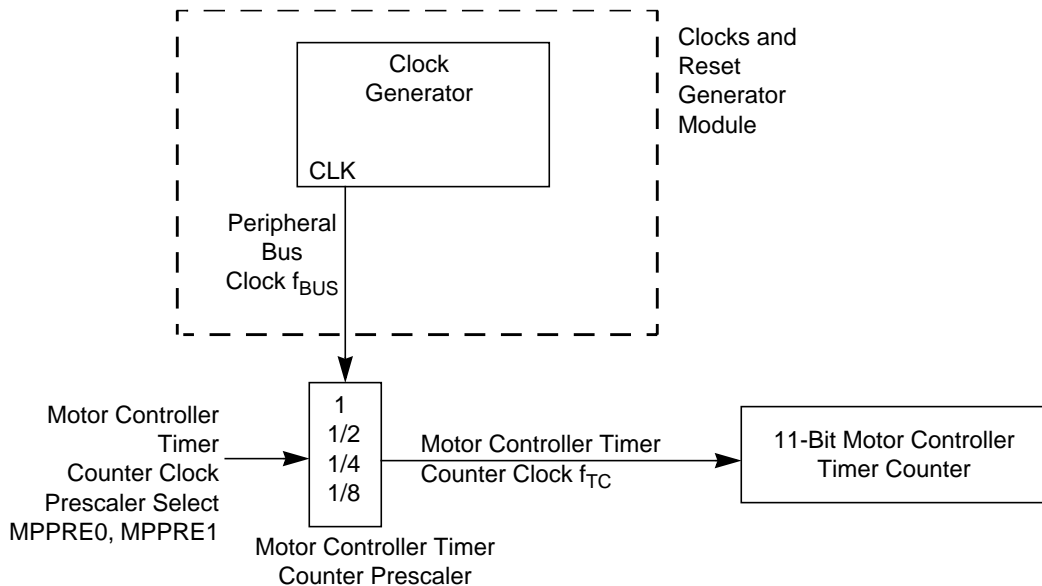 Clock
Generator
CLK
Clocks and
Reset
Generator
Module
Peripheral
Bus
Clock fBUS
Motor Controller
Timer
Counter Clock
Prescaler Select
MPPRE0, MPPRE1
1
1/2
1/4
1/8
Motor Controller Timer
Counter Prescaler
Motor Controller Timer
Counter Clock fTC
11-Bit Motor Controller
Timer Counter